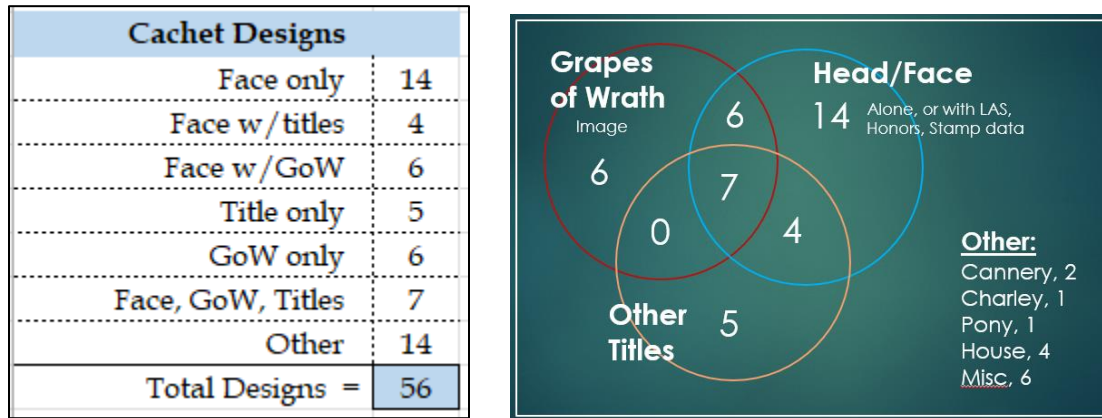 Cachet Designs
Face only 14
Face w/titles 4
Face w/GoW 6
Title only 5
GoW only 6
Face, GoW, Titles 7
Other 14
Total Designs = 56
Grapes
of Wrath
Image
6
6
Head/Face
14 Alone, or with LAS,
Honors, Stamp data
7
0
4
Other
Titles
5
Other:
Cannery, 2
Charley, 1
Pony, 1
House, 4
Misc, 6